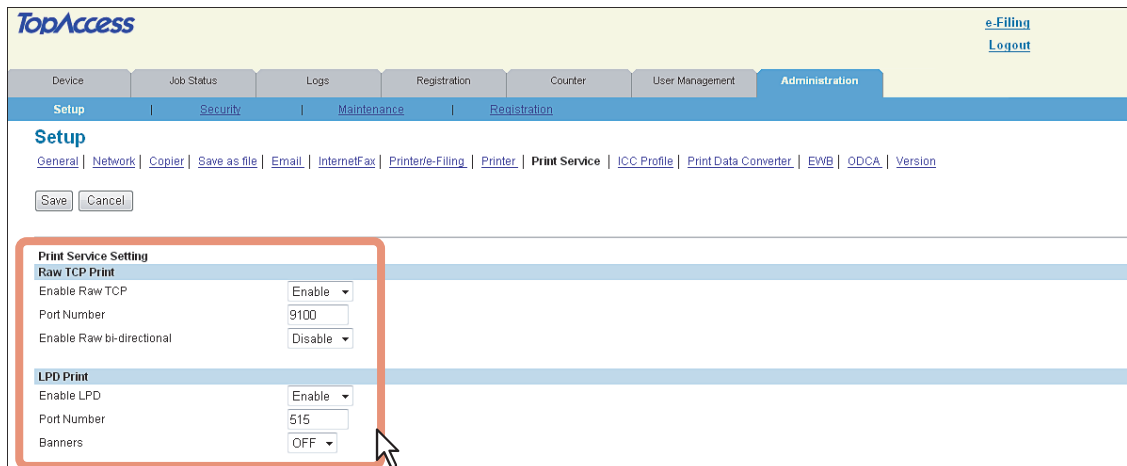 TopAccess
e-Filing
Logout
Device Job Status Logs Registration Counter User Management Administration
Setup | Security | Maintenance | Registration
Setup
General | Network | Copier | Save as file | Email | InternetFax | Printer/e-Filing | Printer | Print Service | ICC Profile | Print Data Converter | EWB | ODCA | Version
Save Cancel
Print Service Setting
Raw TCP Print
Enable Raw TCP Enable
Port Number 9100
Enable Raw bi-directional Disable
LPD Print
Enable LPD Enable
Port Number 515
Banners OFF